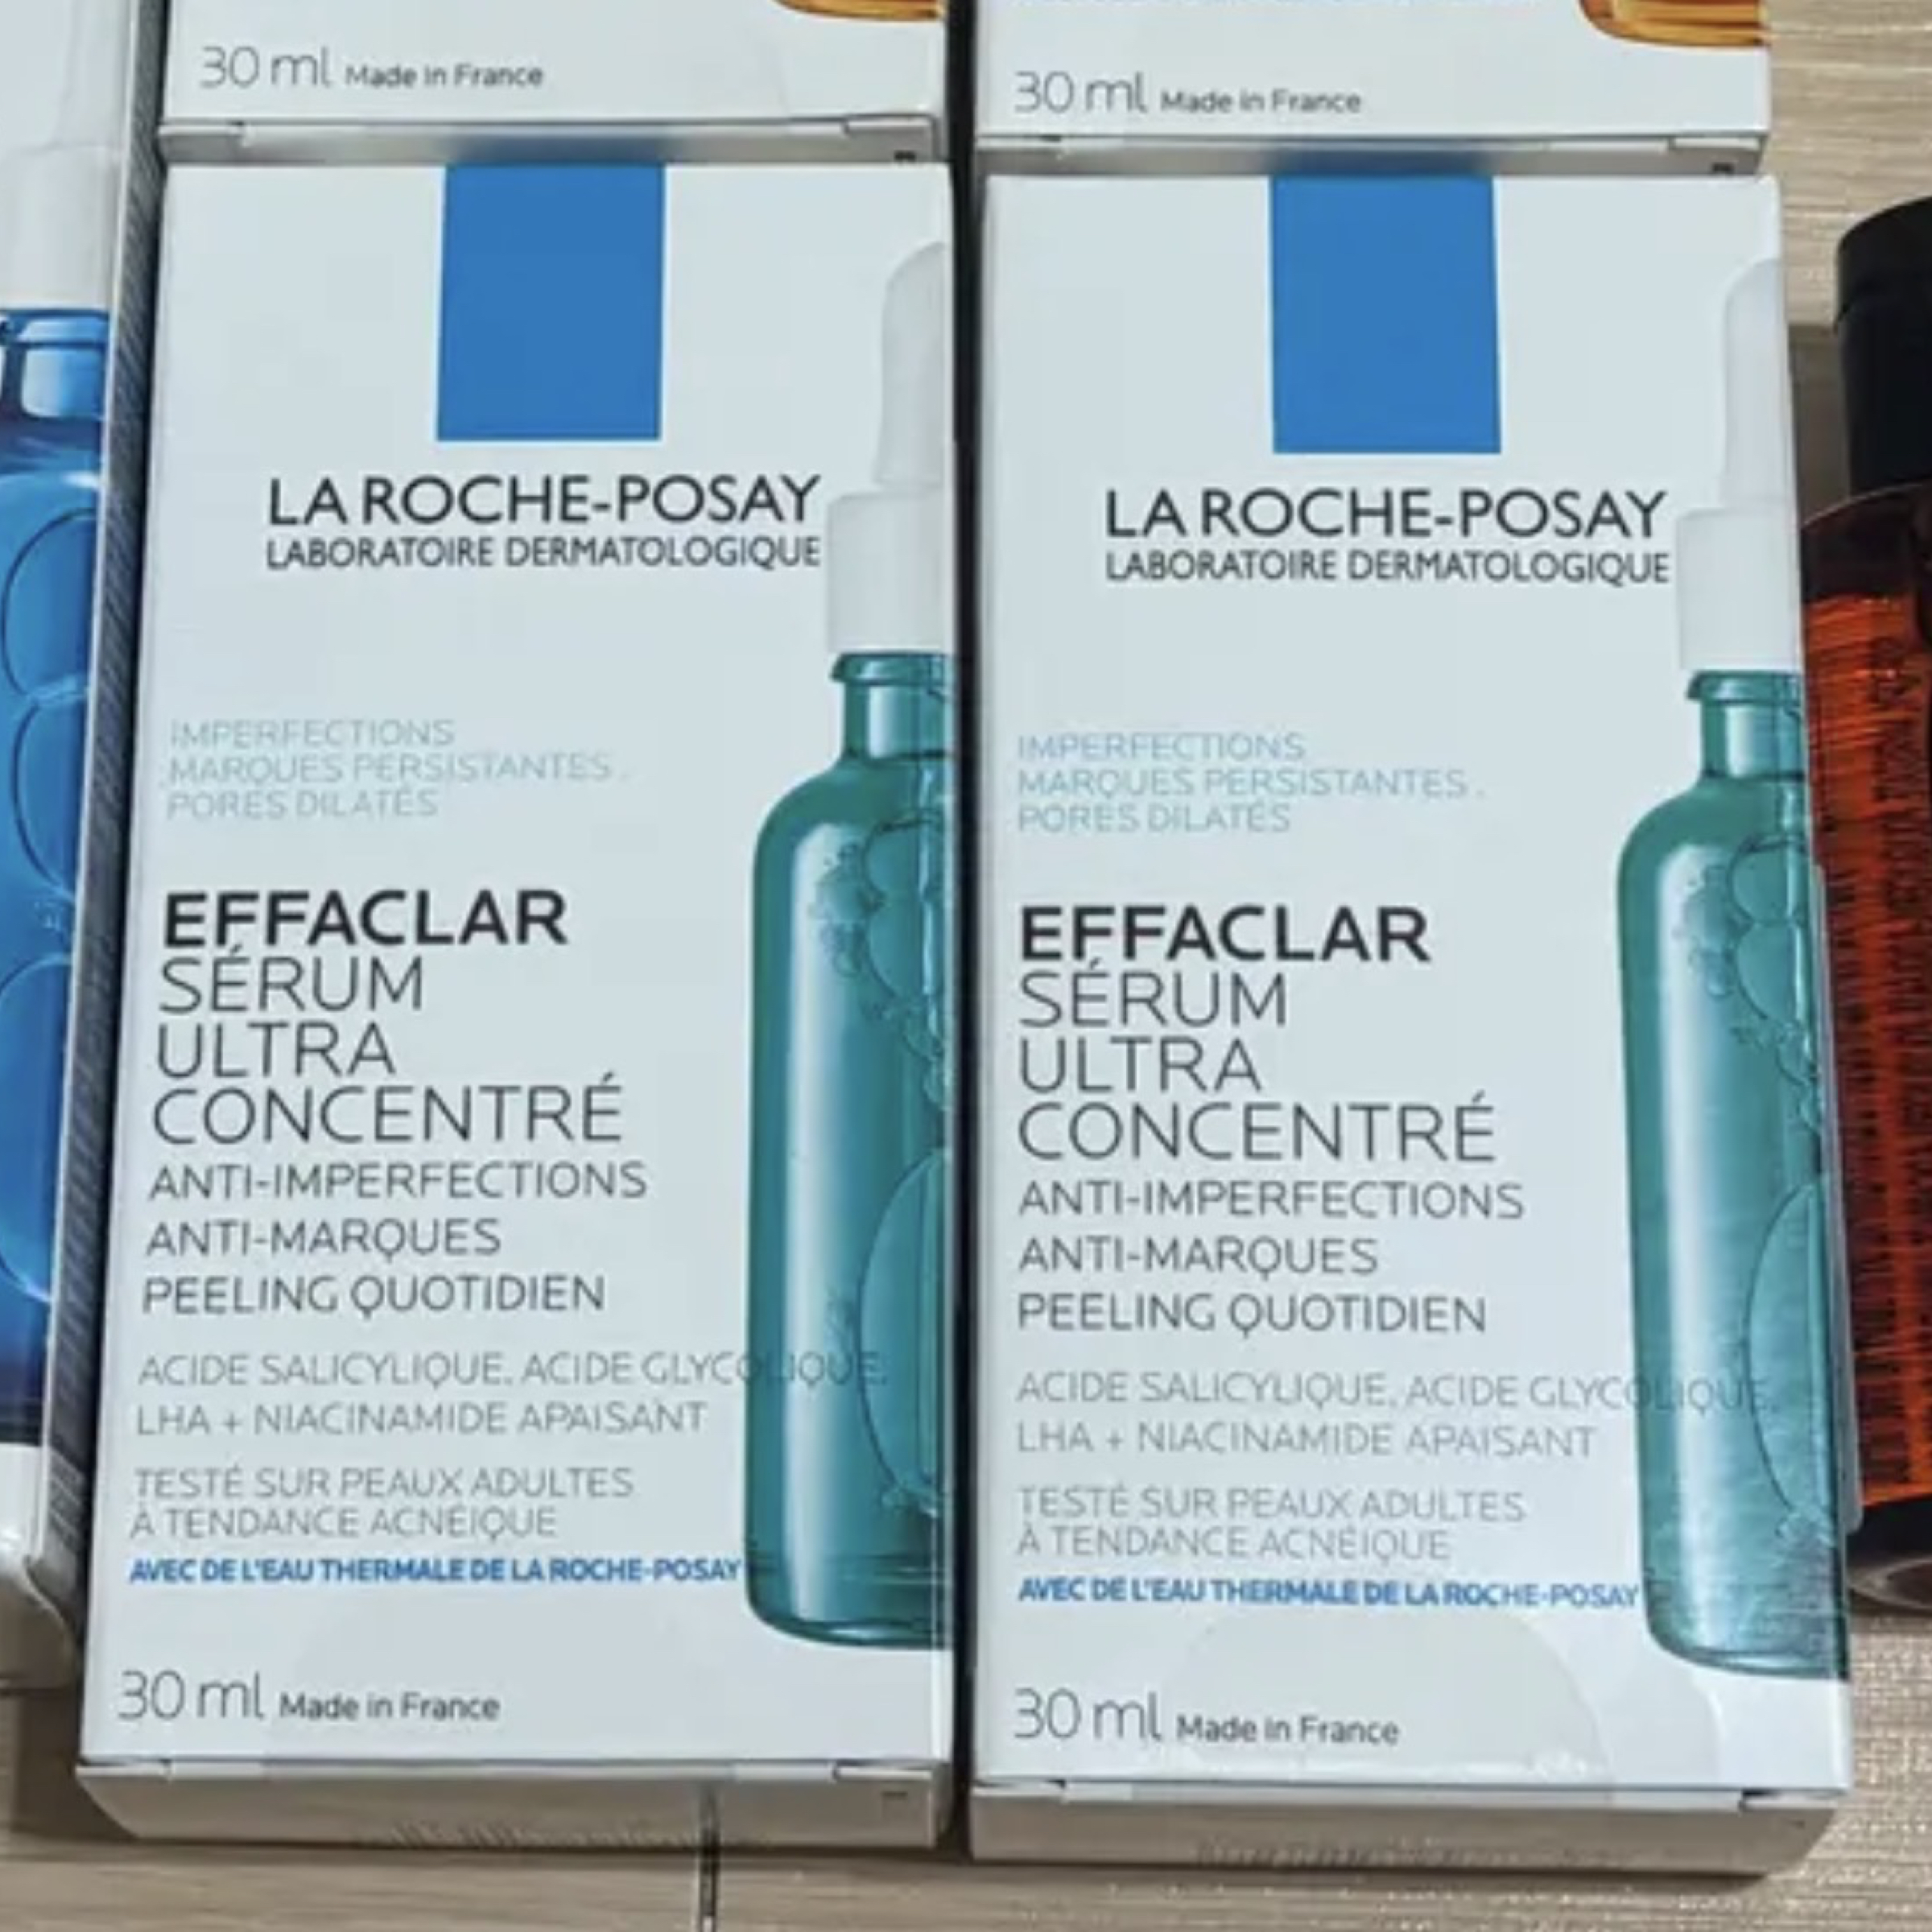 30 ml Made in France
30 ml Made in France
LA ROCHE-POSAY
LABORATOIRE DERMATOLOGIQUE
IMPERFECTIONS
MARQUES PERSISTANTES.
PORES DILATÉS
EFFACLAR
SÉRUM
ULTRA
CONCENTRÉ
ANTI-IMPERFECTIONS
ANTI-MARQUES
PEELING QUOTIDIEN
ACIDE SALICYLIQUE, ACIDE GLYCOLIQUE,
LHA + NIACINAMIDE APAISANT
TESTÉ SUR PEAUX ADULTES
À TENDANCE ACNÉIQUE
AVEC DE L'EAU THERMALE DE LA ROCHE-POSAY
30 ml Made in France
LA ROCHE-POSAY
LABORATOIRE DERMATOLOGIQUE
IMPERFECTIONS
MARQUES PERSISTANTES.
PORES DILATÉS
EFFACLAR
SÉRUM
ULTRA
CONCENTRÉ
ANTI-IMPERFECTIONS
ANTI-MARQUES
PEELING QUOTIDIEN
ACIDE SALICYLIQUE, ACIDE GLYCOLIQUE,
LHA + NIACINAMIDE APAISANT
TESTÉ SUR PEAUX ADULTES
À TENDANCE ACNÉIQUE
AVEC DE L'EAU THERMALE DE LA ROCHE-POSAY
30 ml Made in France